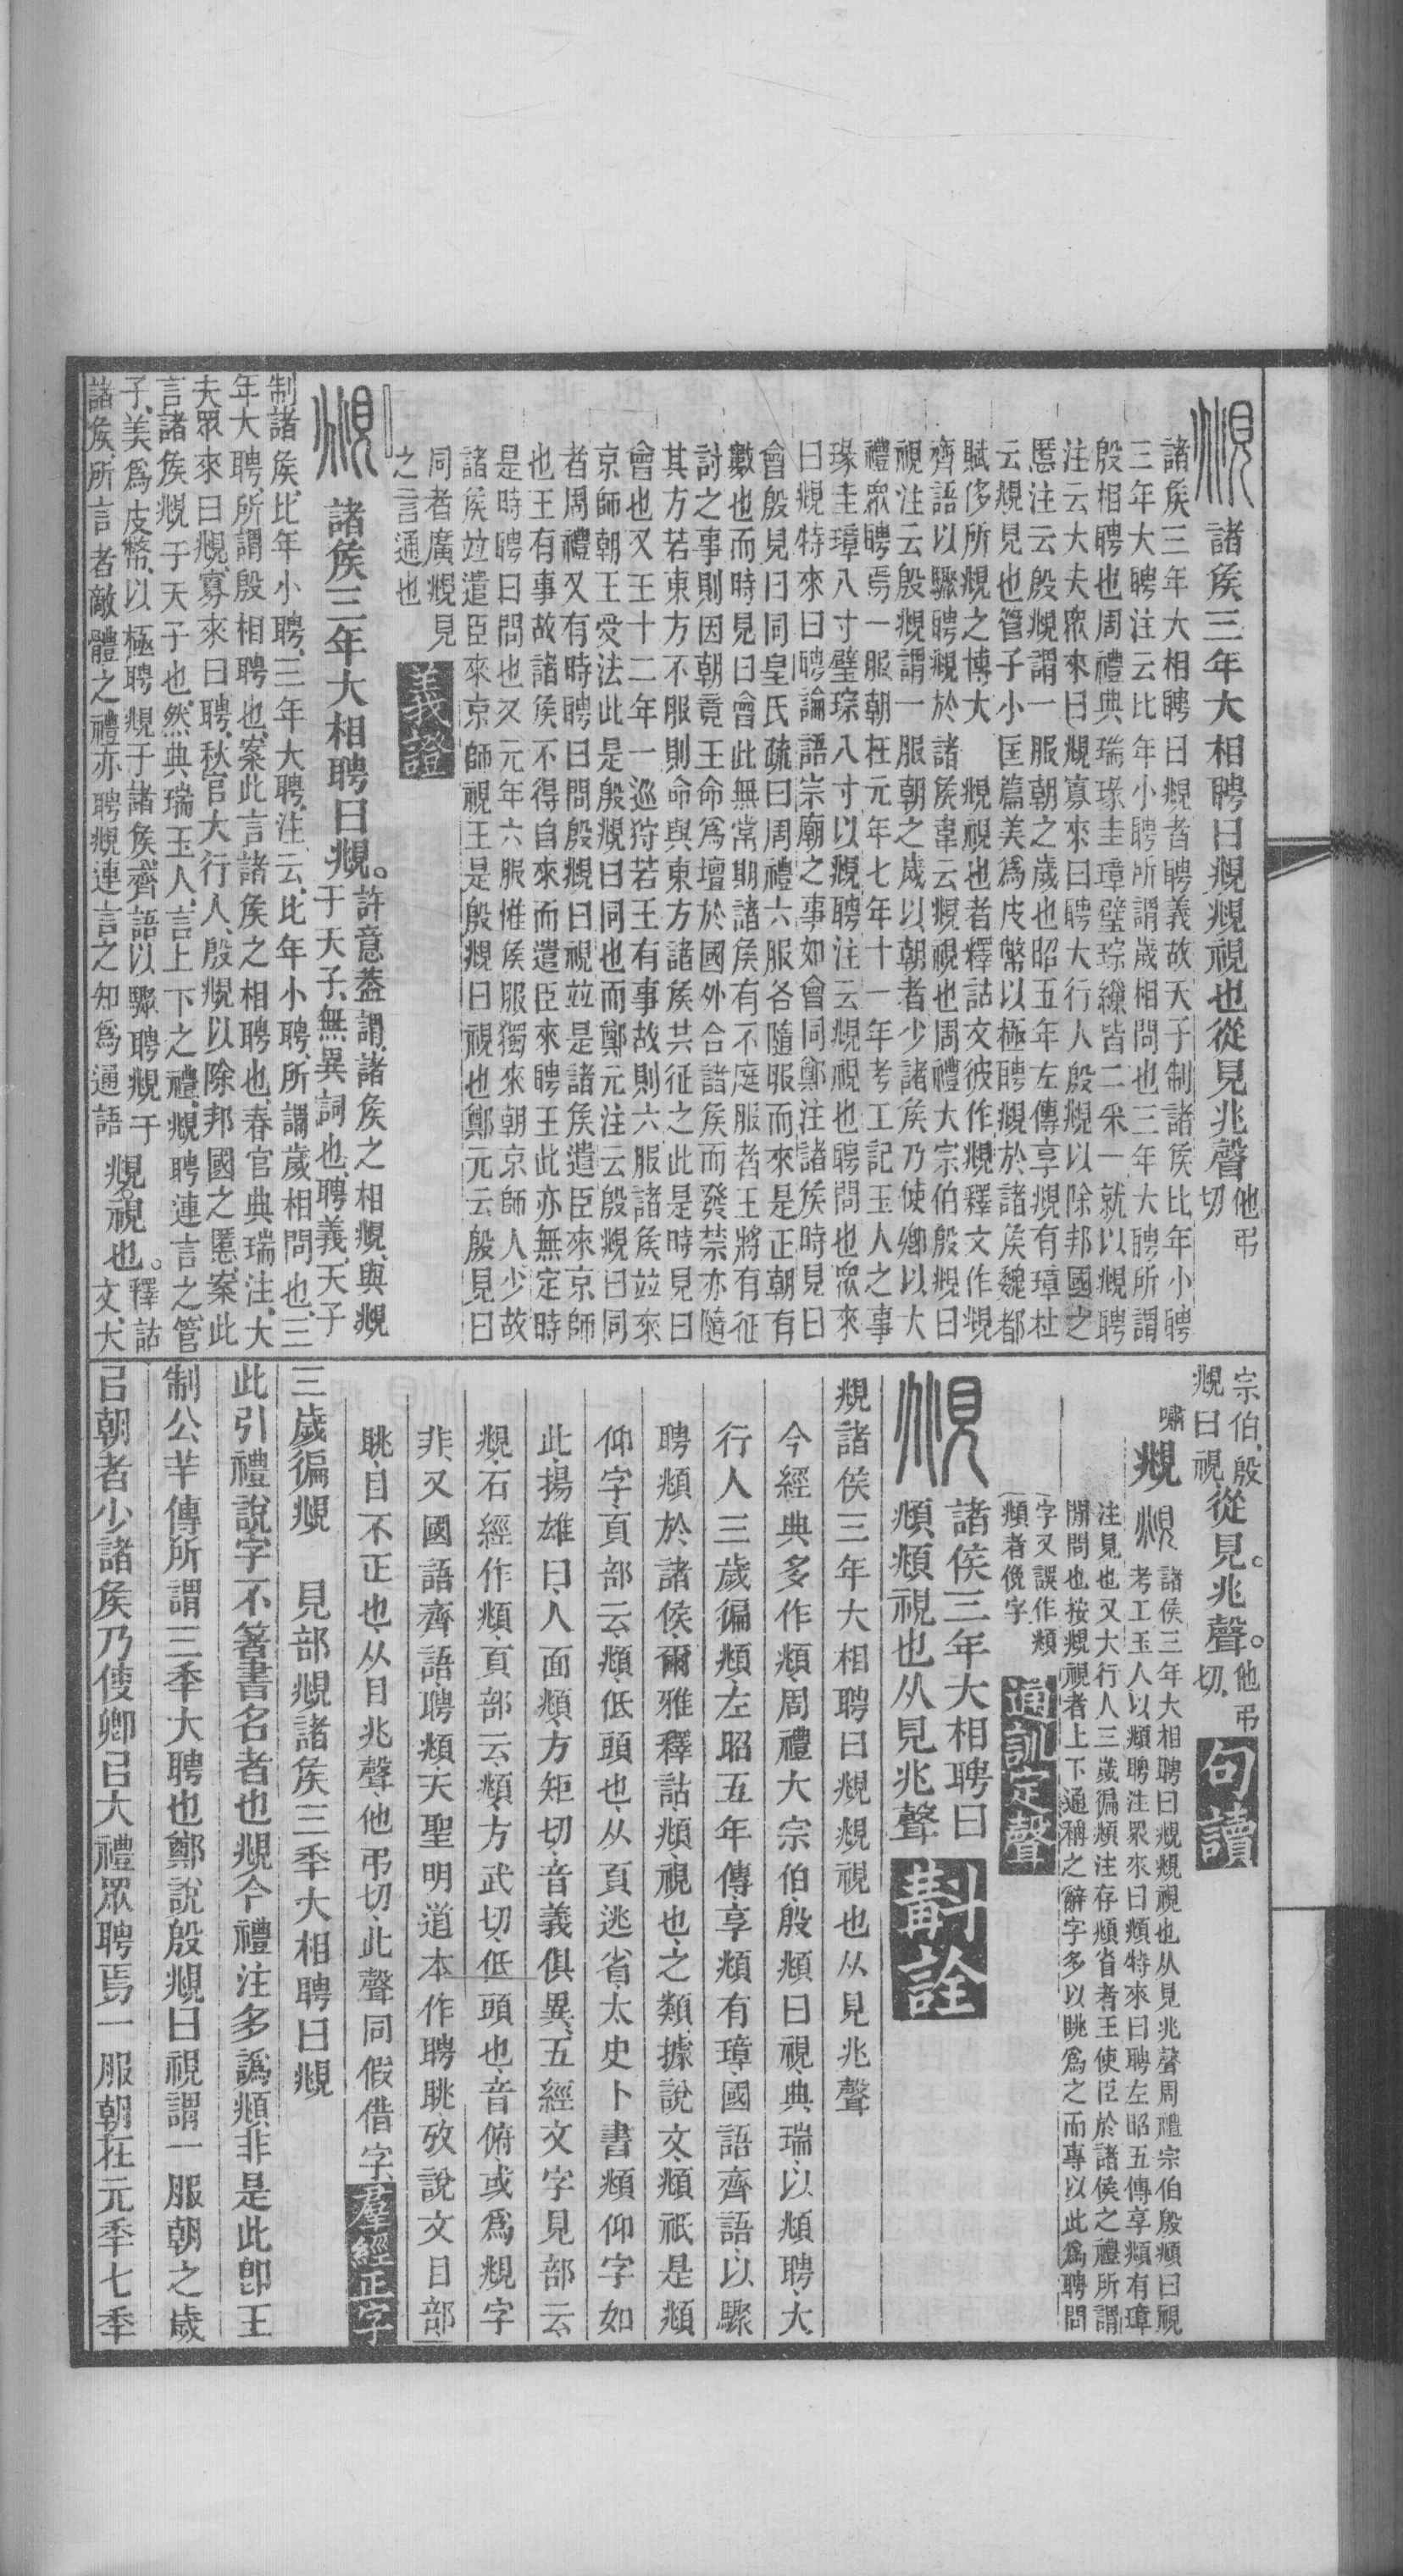 諸矦三年大相聘曰覜覜視也從見兆聲他弔切
諸矦三年大相聘曰覜者聘義故天子制諸矦比年小聘
三年大聘注云比年小聘所謂歲相問也三年大聘所謂
殷相聘也周禮典瑞瑑圭璋璧琮繅皆二采一就以覜聘
注云大夫眾來曰覜寡來曰聘大行人殷覜以除邦國之
慝注云殷覜謂一服朝之歲也昭五年左傳享覜有璋杜
云覜見也管子小匡篇美爲皮幣以極聘覜於諸矦魏都
賦侈所覜之博大 覜視也者釋詁文彼作覜釋文作覜
齊語以驟聘覜於諸矦韋云覜視也周禮大宗伯殷覜曰
視注云殷覜謂一服朝之歲以朝者少諸矦乃使卿以大
禮眾聘焉一服朝在元年七年十一年考工記玉人之事
瑑圭璋八寸璧琮八寸以覜聘注云覜視也聘問也眾來
曰覜特來曰聘論語宗廟之事如會同鄭注諸矦時見曰
會殷見曰同皇氏疏曰周禮六服各隨服而來是正朝有
數也而時見曰會此無常期諸矦有不庭服者王將有征
討之事則因朝竟王命爲壇於國外合諸矦而發禁亦隨
其方若東方不服則命與東方諸矦共征之此是時見曰
會也又王十二年一巡狩若王有事故則六服諸矦竝來
京師朝王受法此是殷覜曰同也而鄭元注云殷覜曰同
者周禮又有時聘曰問殷覜曰視竝是諸矦遣臣來京師
也王有事故諸矦不得自來而遣臣來聘王此亦無定時
是時聘曰問也又元年六服惟矦服獨來朝京師人少故
諸矦竝遣臣來京師視王是殷覜曰視也鄭元云殷見曰
同者廣覜見
之言通也
義證
諸矦三年大相聘曰覜。許意葢謂、諸矦之相覜、與覜
于天子、無異詞也、聘義、天子
制諸矦、比年小聘、三年大聘、注云、比年小聘、所謂歲相問也、三
年大聘、所謂殷相聘也、案此言諸矦之相聘也、春官典瑞注、大
夫眾來曰覜、寡來曰聘、秋官大行人、殷覜以除邦國之慝、案此
言諸矦覜于天子也、然典瑞玉人、言上下之禮、覜聘連言之、管
子、美爲皮幣、以極聘覜于諸矦、齊語以驟聘覜于
諸矦、所言者敵體之禮、亦聘覜連言之、知爲通語
覜、視也。釋詁文、大
宗伯、殷覜曰視從見。兆聲。他弔切、
句讀
嘯
覜
諸侯三年大相聘曰覜覜視也从見兆聲周禮宗伯殷頫曰視
考工玉人以頫聘注眾來曰頫特來曰聘左昭五傳享頫有璋
注見也又大行人三歲徧頫注存頫省者王使臣於諸侯之禮所謂
閒問也按覜視者上下通稱之辭字多以眺爲之而專以此爲聘問
字又誤作頫
頫者俛字
通訓定聲
諸侯三年大相聘曰
頫頫視也从見兆聲
斠詮
覜諸侯三年大相聘曰覜覜視也从見兆聲
今經典多作頫、周禮大宗伯、殷頫曰視、典瑞、以頫聘、大
行人三歲徧頫、左昭五年傳、享頫有璋、國語齊語、以驟
聘頫於諸侯、爾雅釋詁、頫、視也、之類、據說文、頫衹是頫
仰字、頁部云、頫、低頭也、从頁逃省、太史卜書頫仰字如
此、揚雄曰、人面頫、方矩切、音義俱異、五經文字見部云、
覜、石經作頫、頁部云、頫、方武切、低頭也、音俯、或爲覜字
非、又國語齊語、聘頫、天聖明道本作聘眺攷說文目部、
眺、目不正也、从目兆聲、他弔切、此聲同假借字、
羣經正字
三歲徧覜 見部覜諸矦三秊大相聘曰覜
此引禮說字不箸書名者也覜今禮注多譌頫非是此卽王
制公羊傳所謂三秊大聘也鄭說殷覜曰視謂一服朝之歲
㠯朝者少諸矦乃使卿㠯大禮眾聘焉一服朝在元秊七秊